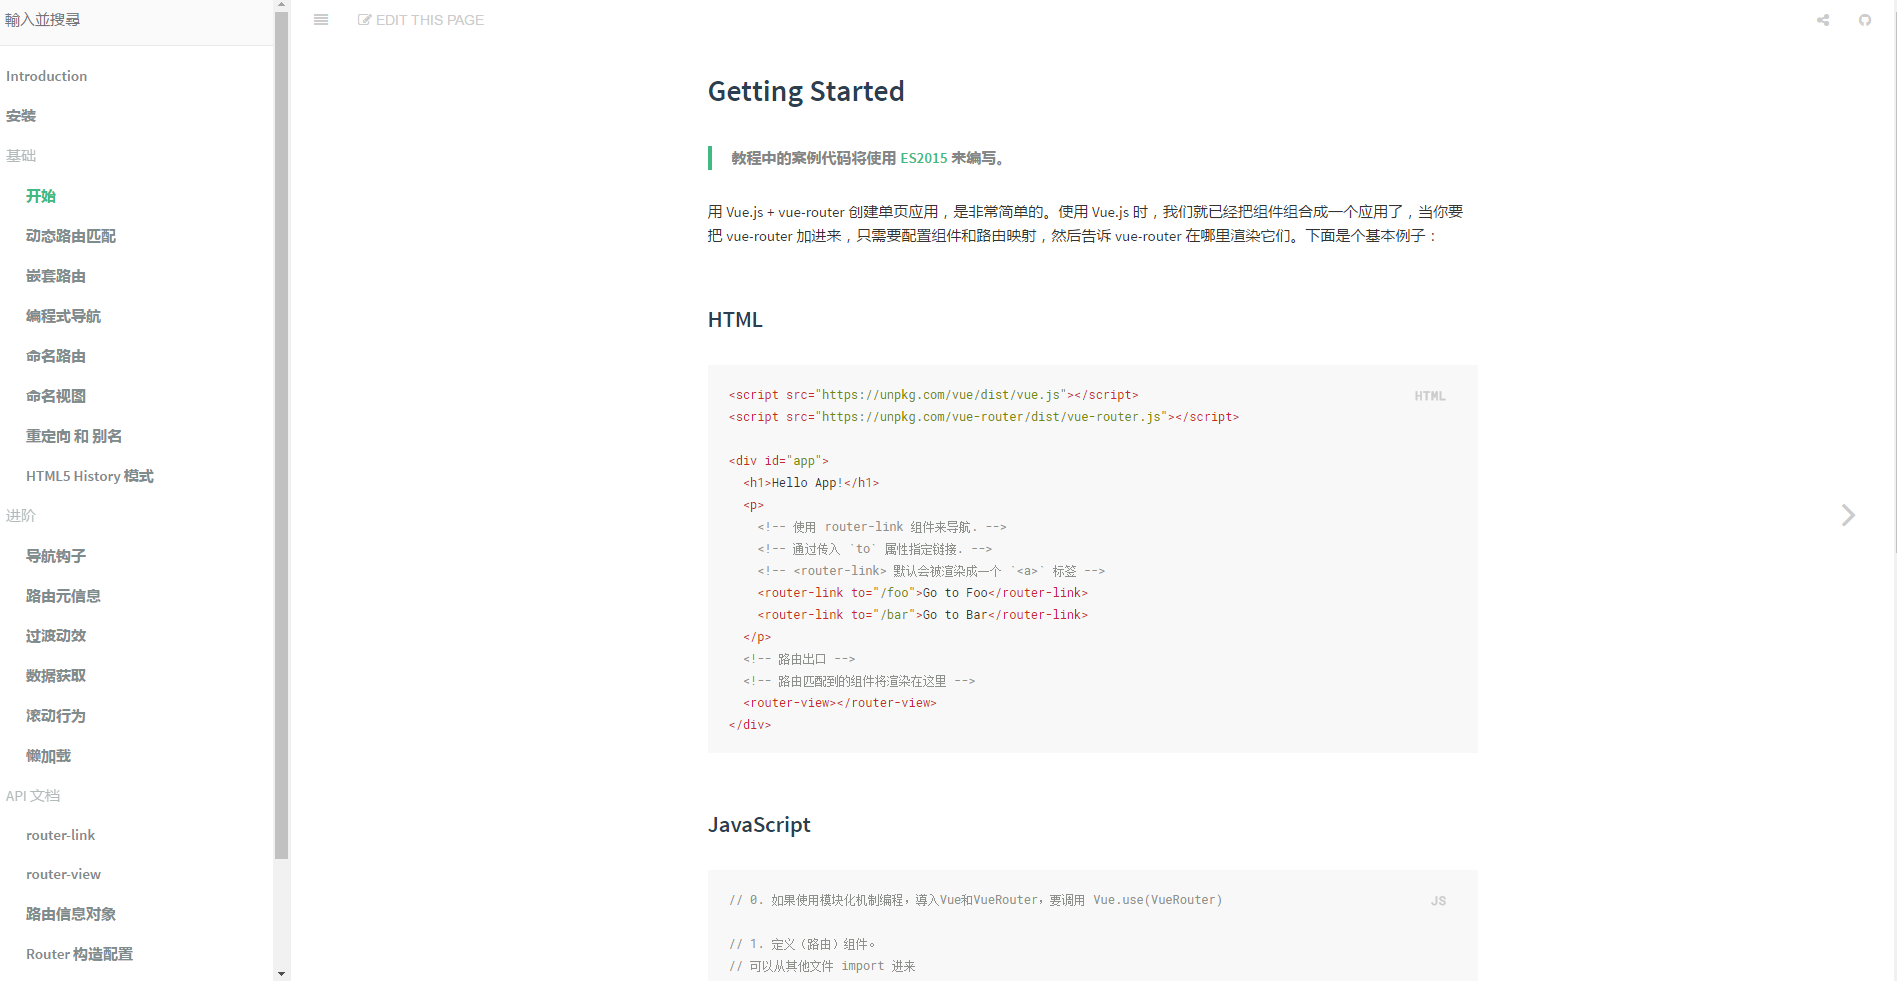 輸入並搜尋
Introduction
安装
基础
开始
动态路由匹配
嵌套路由
编程式导航
命名路由
命名视图
重定向 和 别名
HTML5 History 模式
进阶
导航钩子
路由元信息
过渡动效
数据获取
滚动行为
懒加载
API 文档
router-link
router-view
路由信息对象
Router 构造配置
EDIT THIS PAGE
Getting Started
教程中的案例代码将使用 ES2015 来编写。
用 Vue.js + vue-router 创建单页应用，是非常简单的。使用 Vue.js 时，我们就已经把组件组合成一个应用了，当你要
把 vue-router 加进来，只需要配置组件和路由映射，然后告诉 vue-router 在哪里渲染它们。下面是个基本例子：
HTML
HTML
<script src="https://unpkg.com/vue/dist/vue.js"></script>
<script src="https://unpkg.com/vue-router/dist/vue-router.js"></script>
<div id="app">
<h1>Hello App!</h1>
<p>
<!-- 使用 router-link 组件来导航. -->
<!-- 通过传入 `to` 属性指定链接. -->
<!-- <router-link> 默认会被渲染成一个 `<a>` 标签 -->
<router-link to="/foo">Go to Foo</router-link>
<router-link to="/bar">Go to Bar</router-link>
</p>
<!-- 路由出口 -->
<!-- 路由匹配到的组件将渲染在这里 -->
<router-view></router-view>
</div>
JavaScript
JS
// 0. 如果使用模块化机制编程，導入Vue和VueRouter，要调用 Vue.use(VueRouter)
// 1. 定义（路由）组件。
// 可以从其他文件 import 进来